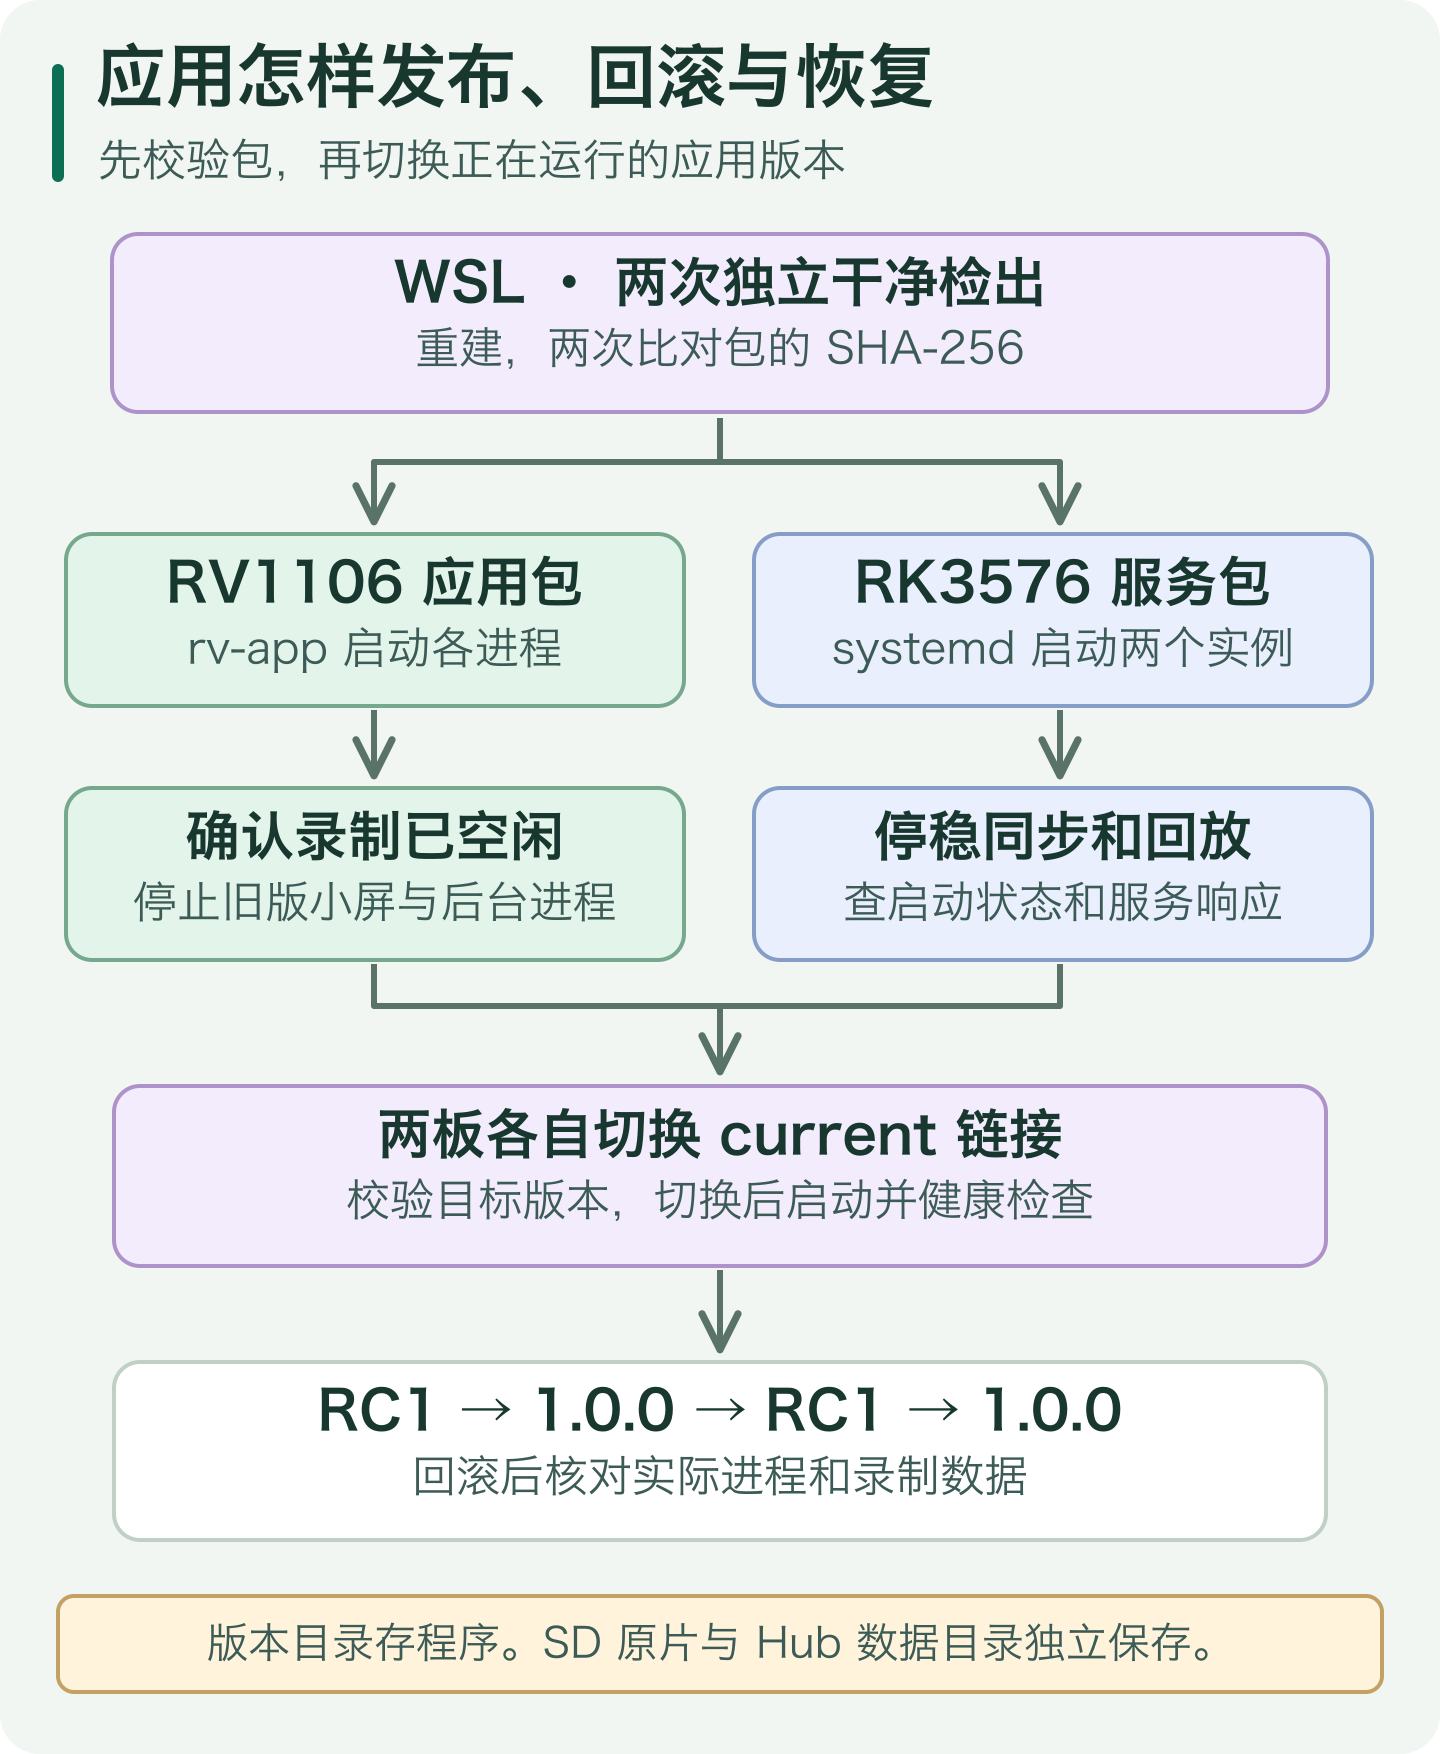 应用怎样发布、回滚与恢复
先校验包，再切换正在运行的应用版本
WSL · 两次独立干净检出
重建，两次比对包的 SHA-256
RV1106 应用包
rv-app 启动各进程
RK3576 服务包
systemd 启动两个实例
确认录制已空闲
停止旧版小屏与后台进程
停稳同步和回放
查启动状态和服务响应
两板各自切换 current 链接
校验目标版本，切换后启动并健康检查
RC1 → 1.0.0 → RC1 → 1.0.0
回滚后核对实际进程和录制数据
版本目录存程序。SD 原片与 Hub 数据目录独立保存。